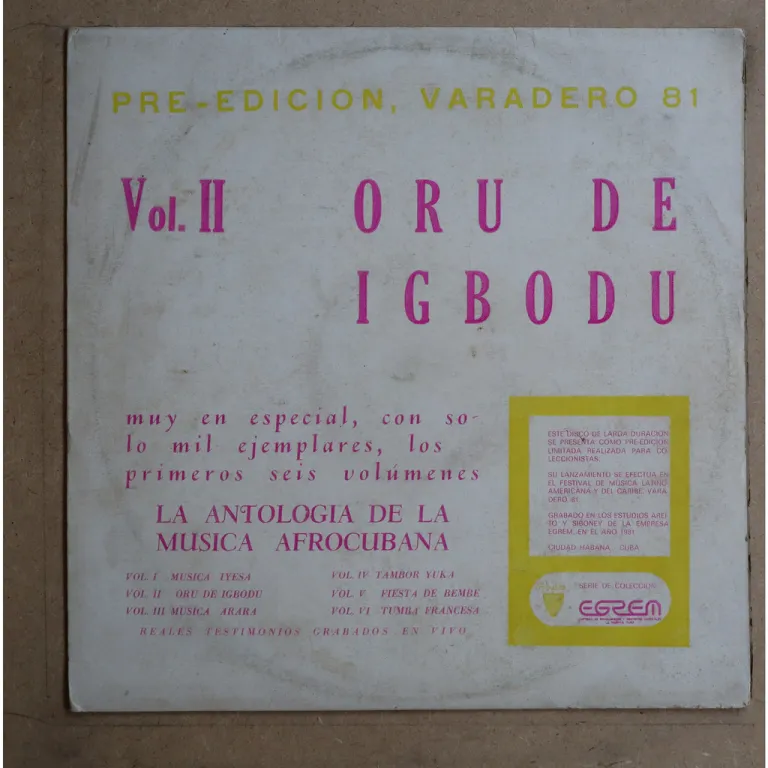 PRE-EDICION, VARADERO 81
Vol. II ORU DE
IGBODU
muy en especial, con so-
lo mil ejemplares, los
primeros seis volúmenes
LA ANTOLOGIA DE LA
MUSICA AFROCUBANA
VOL. I MUSICA IYESA
VOL. II ORU DE IGBODU
VOL. III MUSICA ARARA
VOL. IV TAMBOR YUKA
VOL. V FIESTA DE BEMBE
VOL. VI TUMBA FRANCESA
REALES TESTIMONIOS GRABADOS EN VIVO
ESTE DISCO DE LARGA DURACION
SE PRESENTA COMO PRE-EDICION
LIMITADA REALIZADA PARA CO-
LECCIONISTAS.
SU LANZAMIENTO SE EFECTUA EN
EL FESTIVAL DE MUSICA LATINO-
AMERICANA Y DEL CARIBE VARA-
DERO 81
GRABADO EN LOS ESTUDIOS AREI-
TO Y SIBONEY DE LA EMPRESA
EGREM, EN EL AÑO 1981
CIUDAD HABANA, CUBA
SERIE DE COLECCION
EGREM